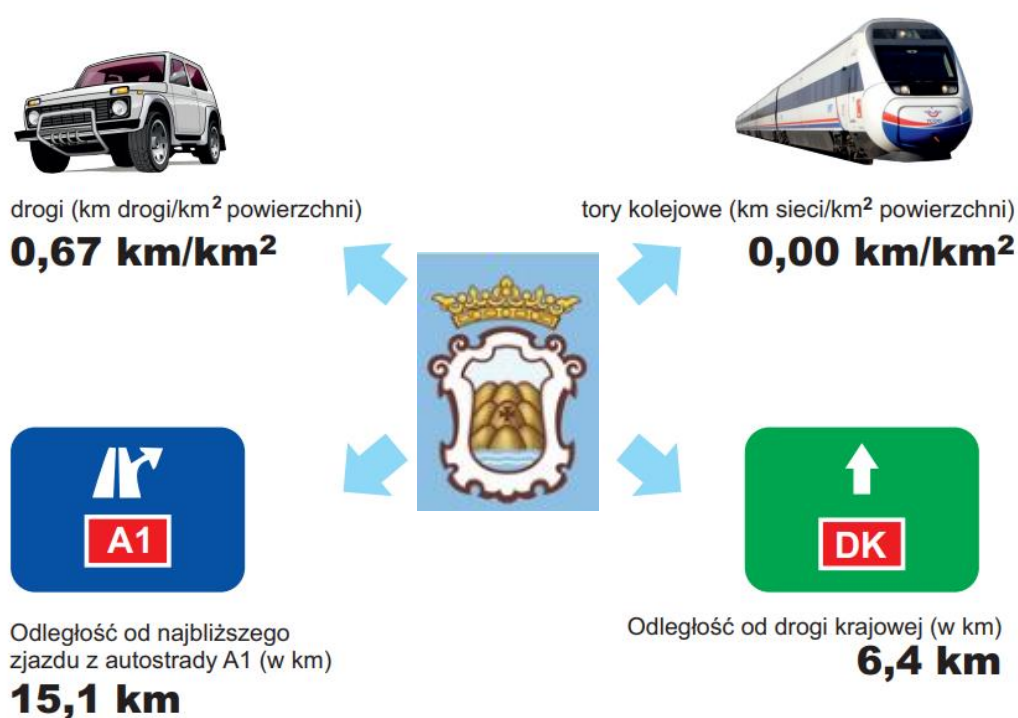 drogi (km drogi/km² powierzchni)
0,67 km/km²
tory kolejowe (km sieci/km² powierzchni)
0,00 km/km²
A1
Odległość od najbliższego
zjazdu z autostrady A1 (w km)
15,1 km
DK
Odległość od drogi krajowej (w km)
6,4 km